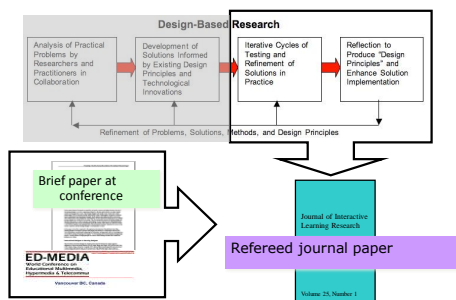 Design-Based Research
Analysis of Practical
Problems by
Researchers and
Practitioners in
Collaboration
Development of
Solutions Informed
by Existing Design
Principles and
Technological
Innovations
Iterative Cycles of
Testing and
Refinement of
Solutions in
Practice
Reflection to
Produce "Design
Principles" and
Enhance Solution
Implementation
Refinement of Problems, Solutions, Methods, and Design Principles
Brief paper at
conference
ED-MEDIA
World Conference on
Educational Multimedia,
Hypermedia & Telecommu
Vancouver BC, Canada
Journal of Interactive
Learning Research
Refereed journal paper
Volume 25, Number 1